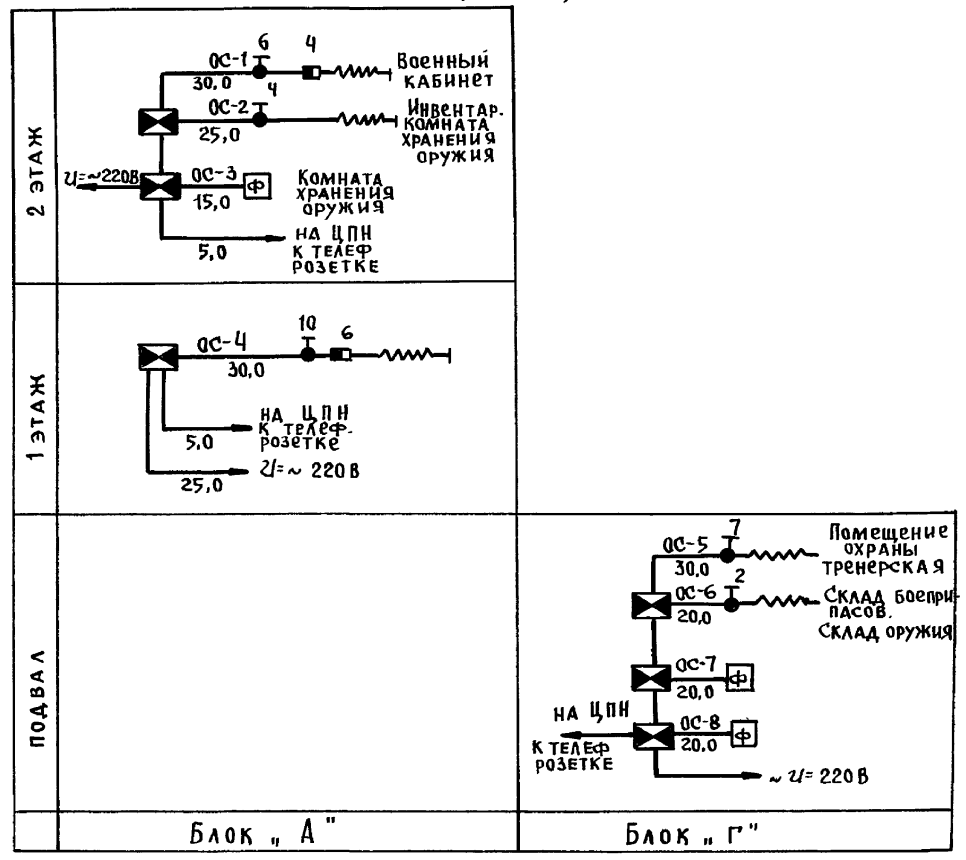 2 ЭТАЖ
ОС-1
30,0
6
4
Военный
кабинет
ОС-2
25,0
4
Инвентар.
комната
хранения
оружия
U=~220В
ОС-3
15,0
Ф
Комната
хранения
оружия
5,0
на ЦПН
к телеф
розетке
1 ЭТАЖ
ОС-4
30,0
10
6
5,0
на ЦПН
к телеф.
розетке
25,0
U=~ 220В
ПОДВАЛ
ОС-5
30,0
7
Помещение
охраны
тренерская
ОС-6
20,0
2
Склад боепри-
пасов.
Склад оружия
ОС-7
20,0
Ф
на ЦПН
к телеф
розетке
ОС-8
20,0
Ф
~ U=220В
Блок „А"
Блок „Г"